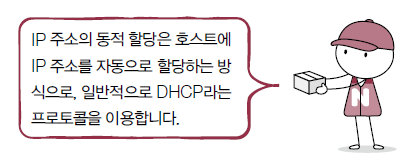 IP 주소의 동적 할당은 호스트에
IP 주소를 자동으로 할당하는 방
식으로, 일반적으로 DHCP라는
프로토콜을 이용합니다.
N